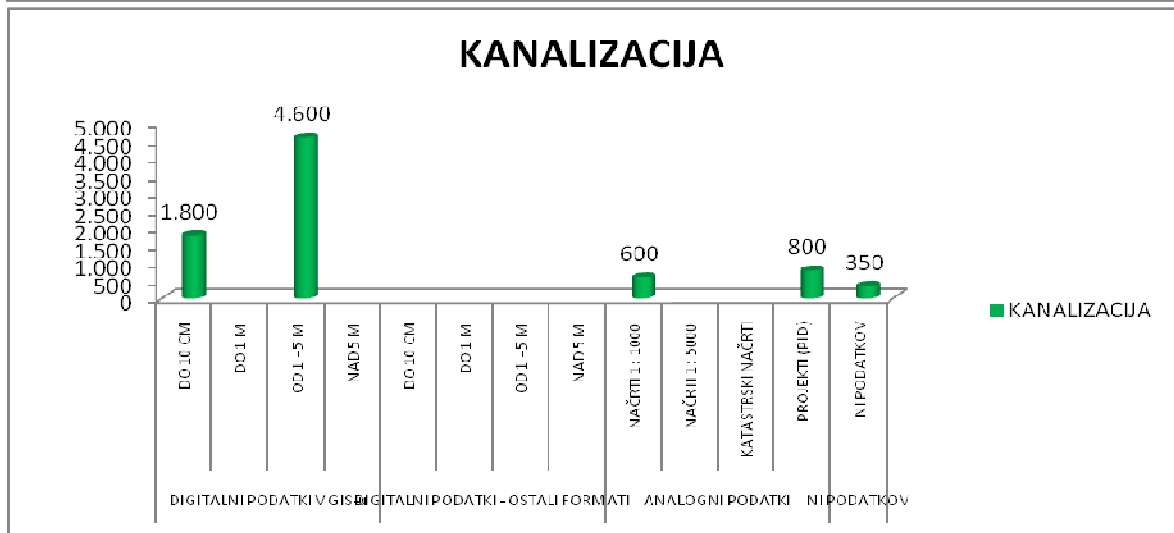 KANALIZACIJA
5.000
4.500
4.000
3.500
3.000
2.500
2.000
1.500
1.000
500
0
1.800
4.600
600
800
350
DO 10 CM
DO 1 M
OD 1 - 5 M
NAD 5 M
DO 10 CM
DO 1 M
OD 1 - 5 M
NAD 5 M
NAČRTI 1 : 1000
NAČRTI 1 : 5000
KATASTRSKI NAČRTI
PROJEKTI (PID)
NI PODATKOV
DIGITALNI PODATKI V
DIGITALNI PODATKI - OSTALI FORMATI
ANALOGNI PODATKI
NI PODATKOV
KANALIZACIJA